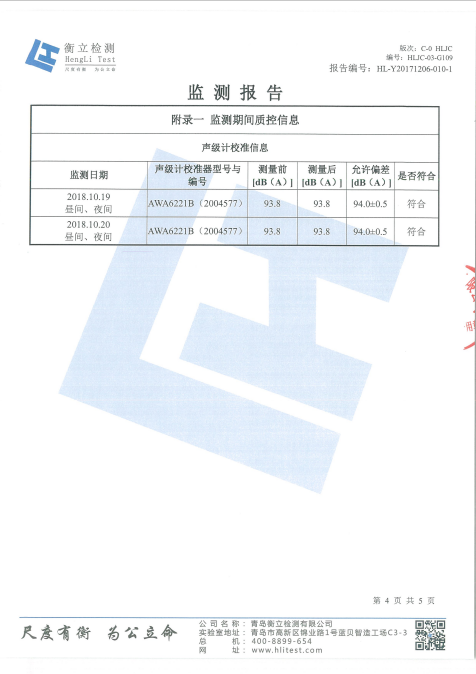 衡立检测
HengLi Test
尺度有衡 为公立命
版次: C-0 HLJC
编号: HLJC-03-G109
报告编号: HL-Y20171206-010-1
监测报告
附录一 监测期间质控信息
声级计校准信息
监测日期 声级计校准器型号与编号 测量前[dB（A）] 测量后[dB（A）] 允许偏差[dB（A）] 是否符合
2018.10.19 昼间、夜间 AWA6221B（2004577） 93.8 93.8 94.0±0.5 符合
2018.10.20 昼间、夜间 AWA6221B（2004577） 93.8 93.8 94.0±0.5 符合
第 4 页 共 5 页
尺度有衡 为公立命
公司名称: 青岛衡立检测有限公司
实验室地址: 青岛市高新区锦业路1号蓝贝智造工场C3-3
总机: 400-8899-654
网址: www.hlitest.com